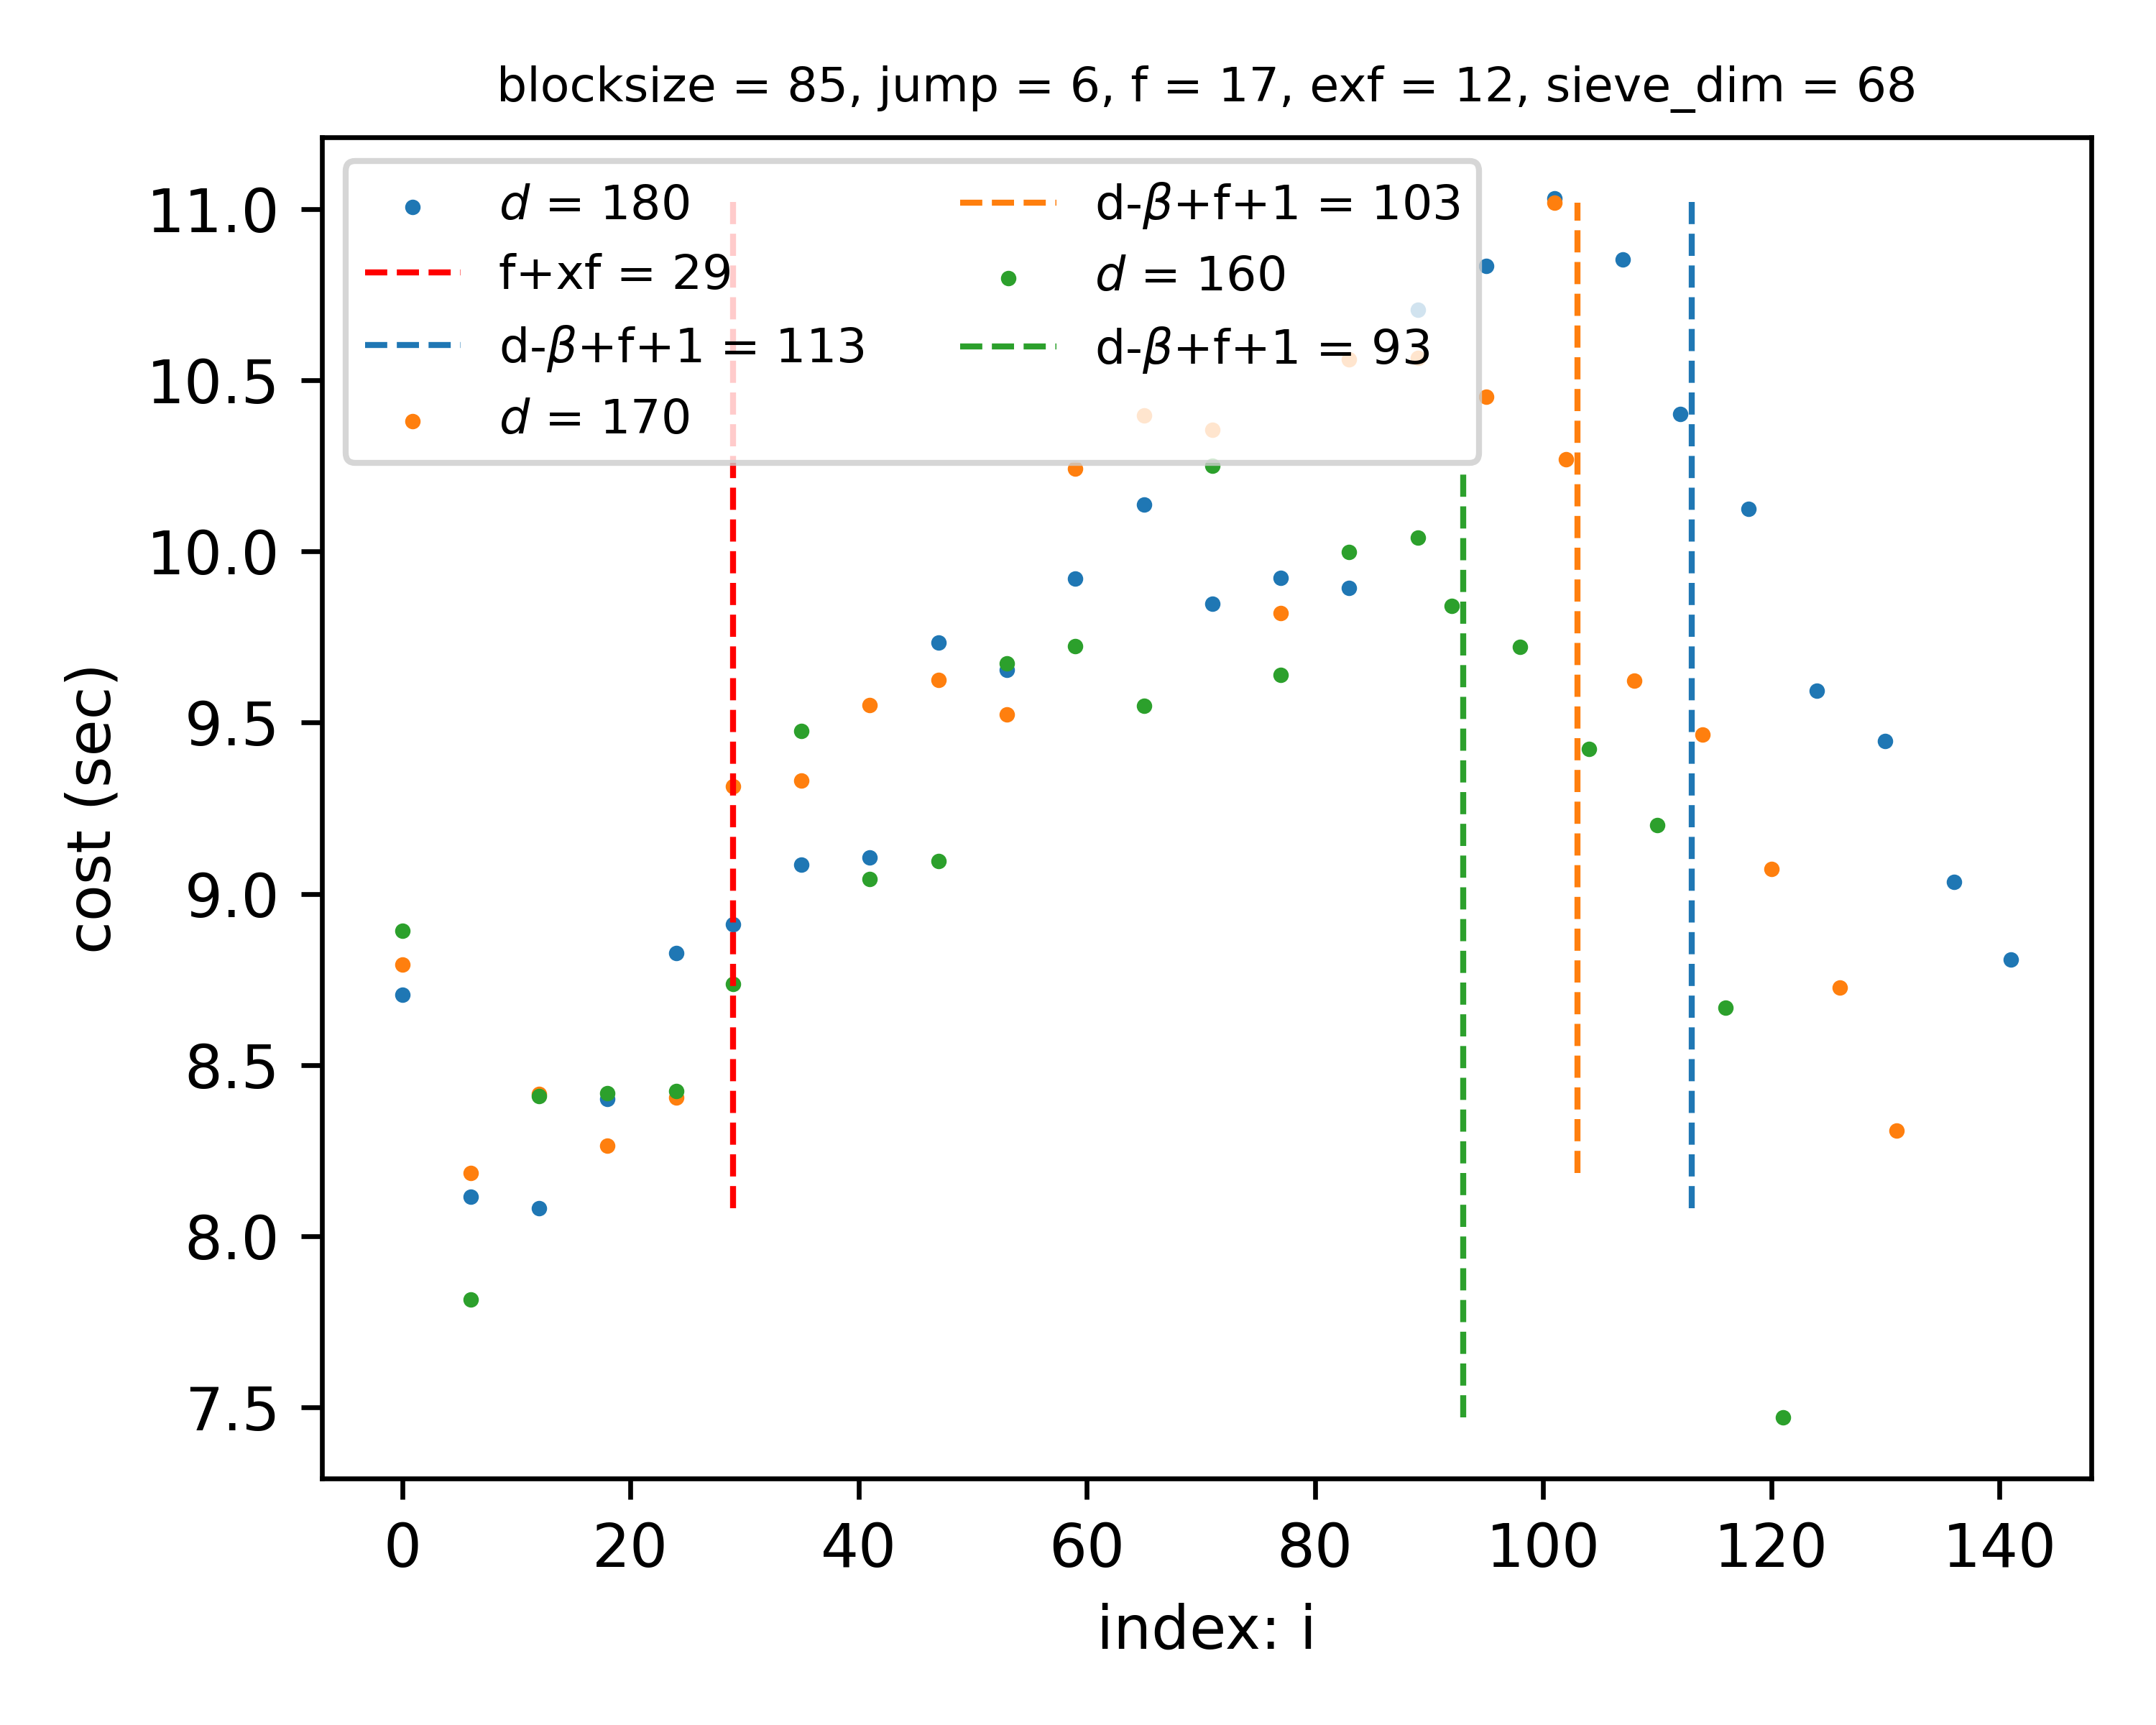 blocksize = 85, jump = 6, f = 17, exf = 12, sieve_dim = 68
d = 180
f+xf = 29
d-β+f+1 = 113
d = 170
d-β+f+1 = 103
d = 160
d-β+f+1 = 93
11.0
10.5
10.0
9.5
9.0
8.5
8.0
7.5
cost (sec)
0 20 40 60 80 100 120 140
index: i